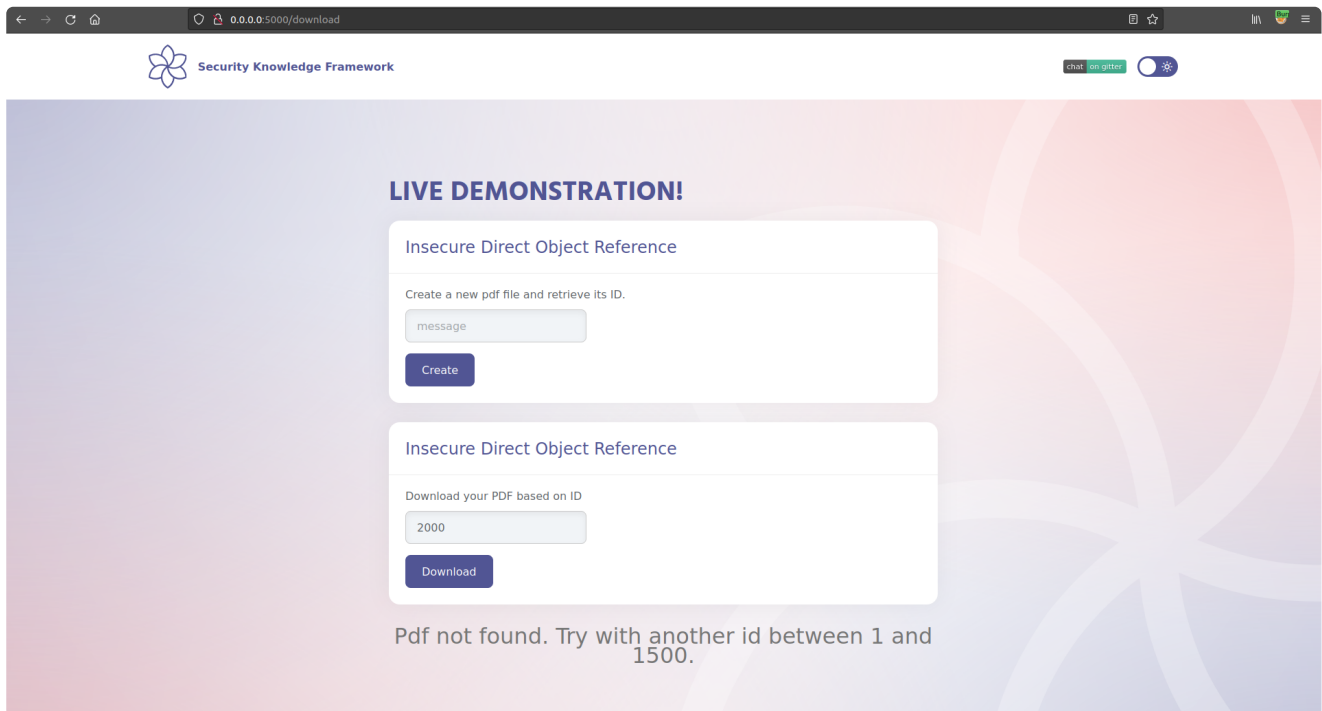 0.0.0.0:5000/download
Security Knowledge Framework
chat on gitter
LIVE DEMONSTRATION!
Insecure Direct Object Reference
Create a new pdf file and retrieve its ID.
message
Create
Insecure Direct Object Reference
Download your PDF based on ID
2000
Download
Pdf not found. Try with another id between 1 and
1500.